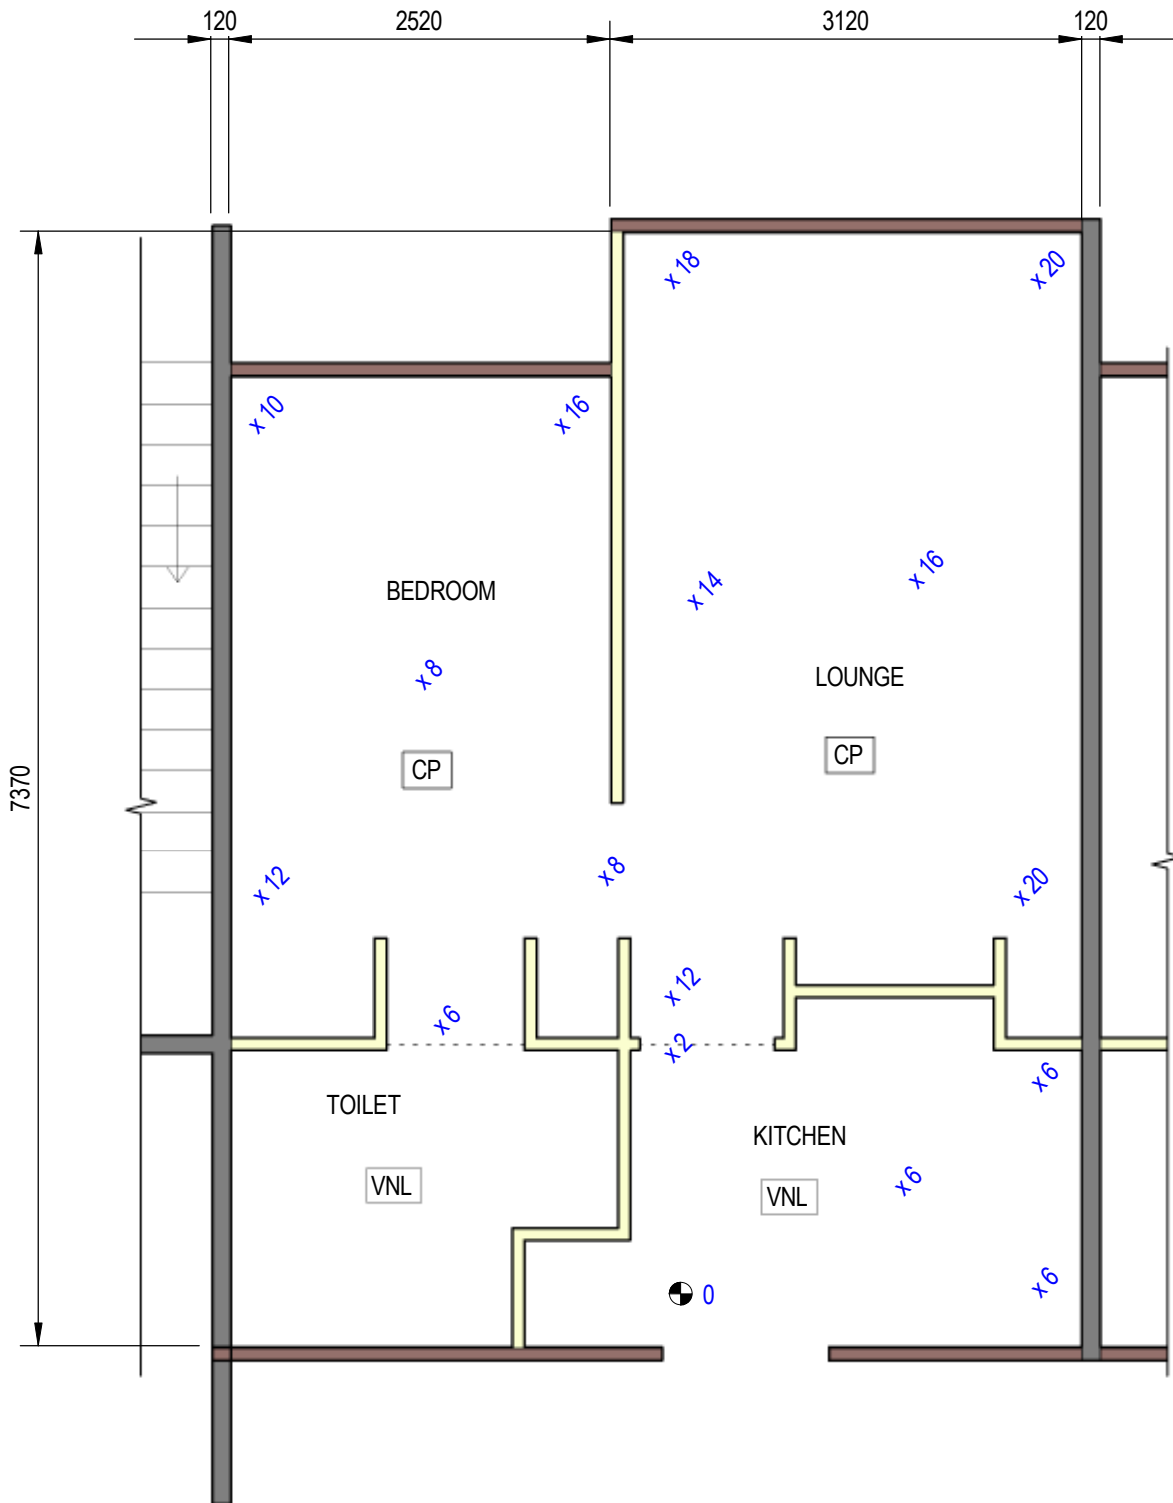 120
2520
3120
120
x 18
x 20
x 10
x 16
x 16
x 14
BEDROOM
x 8
LOUNGE
CP
CP
7370
x 8
x 12
x 20
x 12
x 6
x 2
x 6
TOILET
KITCHEN
VNL
x 6
VNL
x 6
0